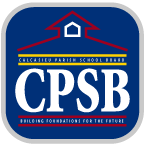 CALCASIEU PARISH SCHOOL BOARD
CPSB
BUILDING FOUNDATIONS FOR THE FUTURE